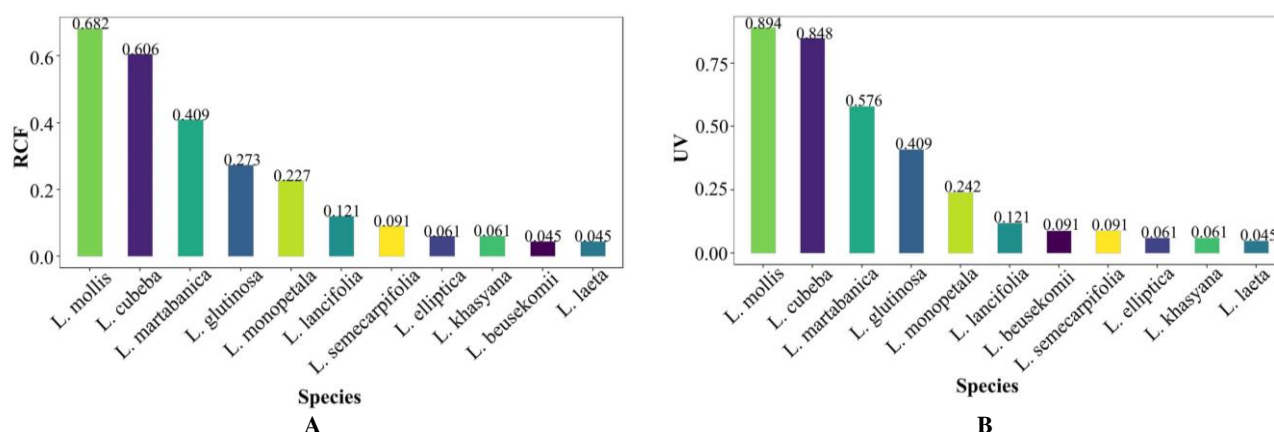 0.682
0.606
0.409
0.273
0.227
0.121
0.091
0.061
0.061
0.045
0.045
0.6
0.4
0.2
0.0
RCF
L. mollis
L. cubeba
L. martabanica
L. glutinosa
L. monopetala
L. lancifolia
L. semecarpifolia
L. elliptica
L. khasyana
L. beusekomii
L. laeta
Species
A
0.894
0.848
0.576
0.409
0.242
0.121
0.091
0.091
0.061
0.061
0.045
0.75
0.50
0.25
0.00
UV
L. mollis
L. cubeba
L. martabanica
L. glutinosa
L. monopetala
L. lancifolia
L. beusekomii
L. semecarpifolia
L. elliptica
L. khasyana
L. laeta
Species
B